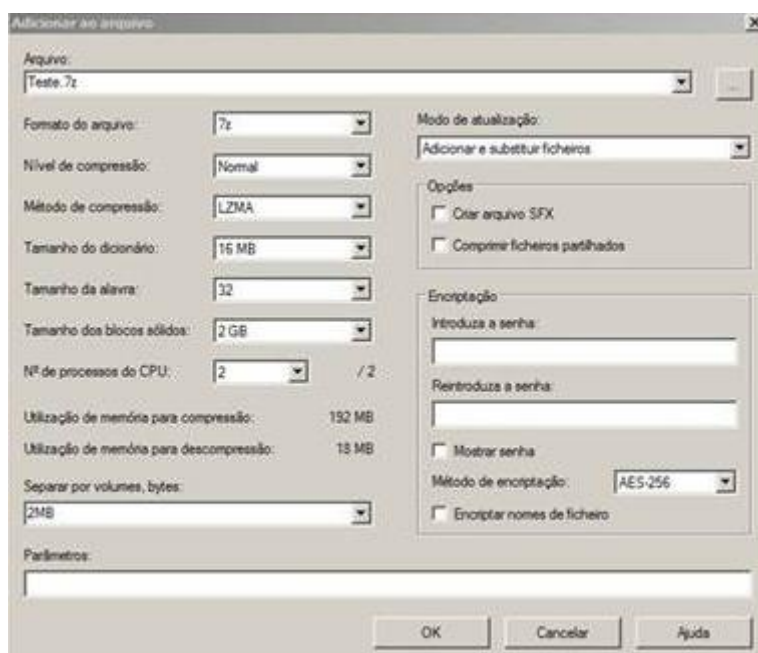 Adicionar ao arquivo
Arquivo:
Teste.7z
...
Formato do arquivo: 7z
Nível de compressão: Normal
Método de compressão: LZMA
Tamanho do dicionário: 16 MB
Tamanho da alavra: 32
Tamanho dos blocos sólidos: 2 GB
Nº de processos do CPU: 2 / 2
Utilização de memória para compressão: 192 MB
Utilização de memória para descompressão: 18 MB
Separar por volumes, bytes:
2MB
Modo de atualização:
Adicionar e substituir ficheiros
Opções
Criar arquivo SFX
Comprimir ficheiros partilhados
Encriptação
Introduza a senha:
Reintroduza a senha:
Mostrar senha
Método de encriptação: AES-256
Encriptar nomes de ficheiro
Parâmetros:
OK Cancelar Ajuda